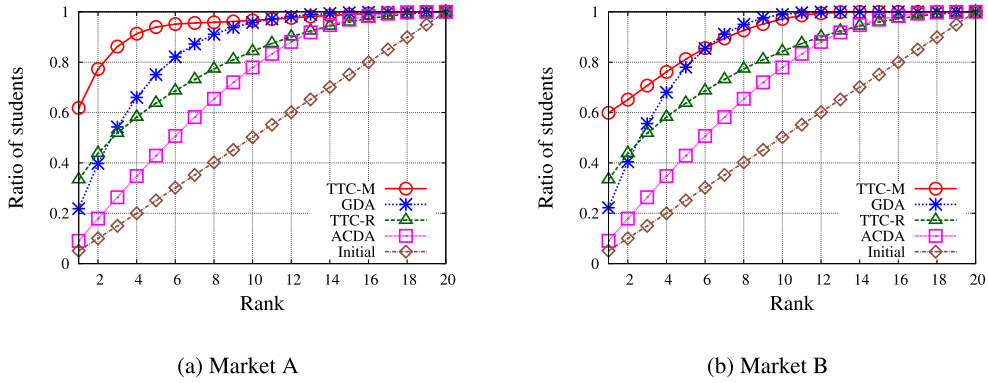 1
0.8
0.6
0.4
0.2
0
2 4 6 8 10 12 14 16 18 20
Ratio of students
Rank
TTC-M
GDA
TTC-R
ACDA
Initial
(a) Market A
1
0.8
0.6
0.4
0.2
0
2 4 6 8 10 12 14 16 18 20
Ratio of students
Rank
TTC-M
GDA
TTC-R
ACDA
Initial
(b) Market B